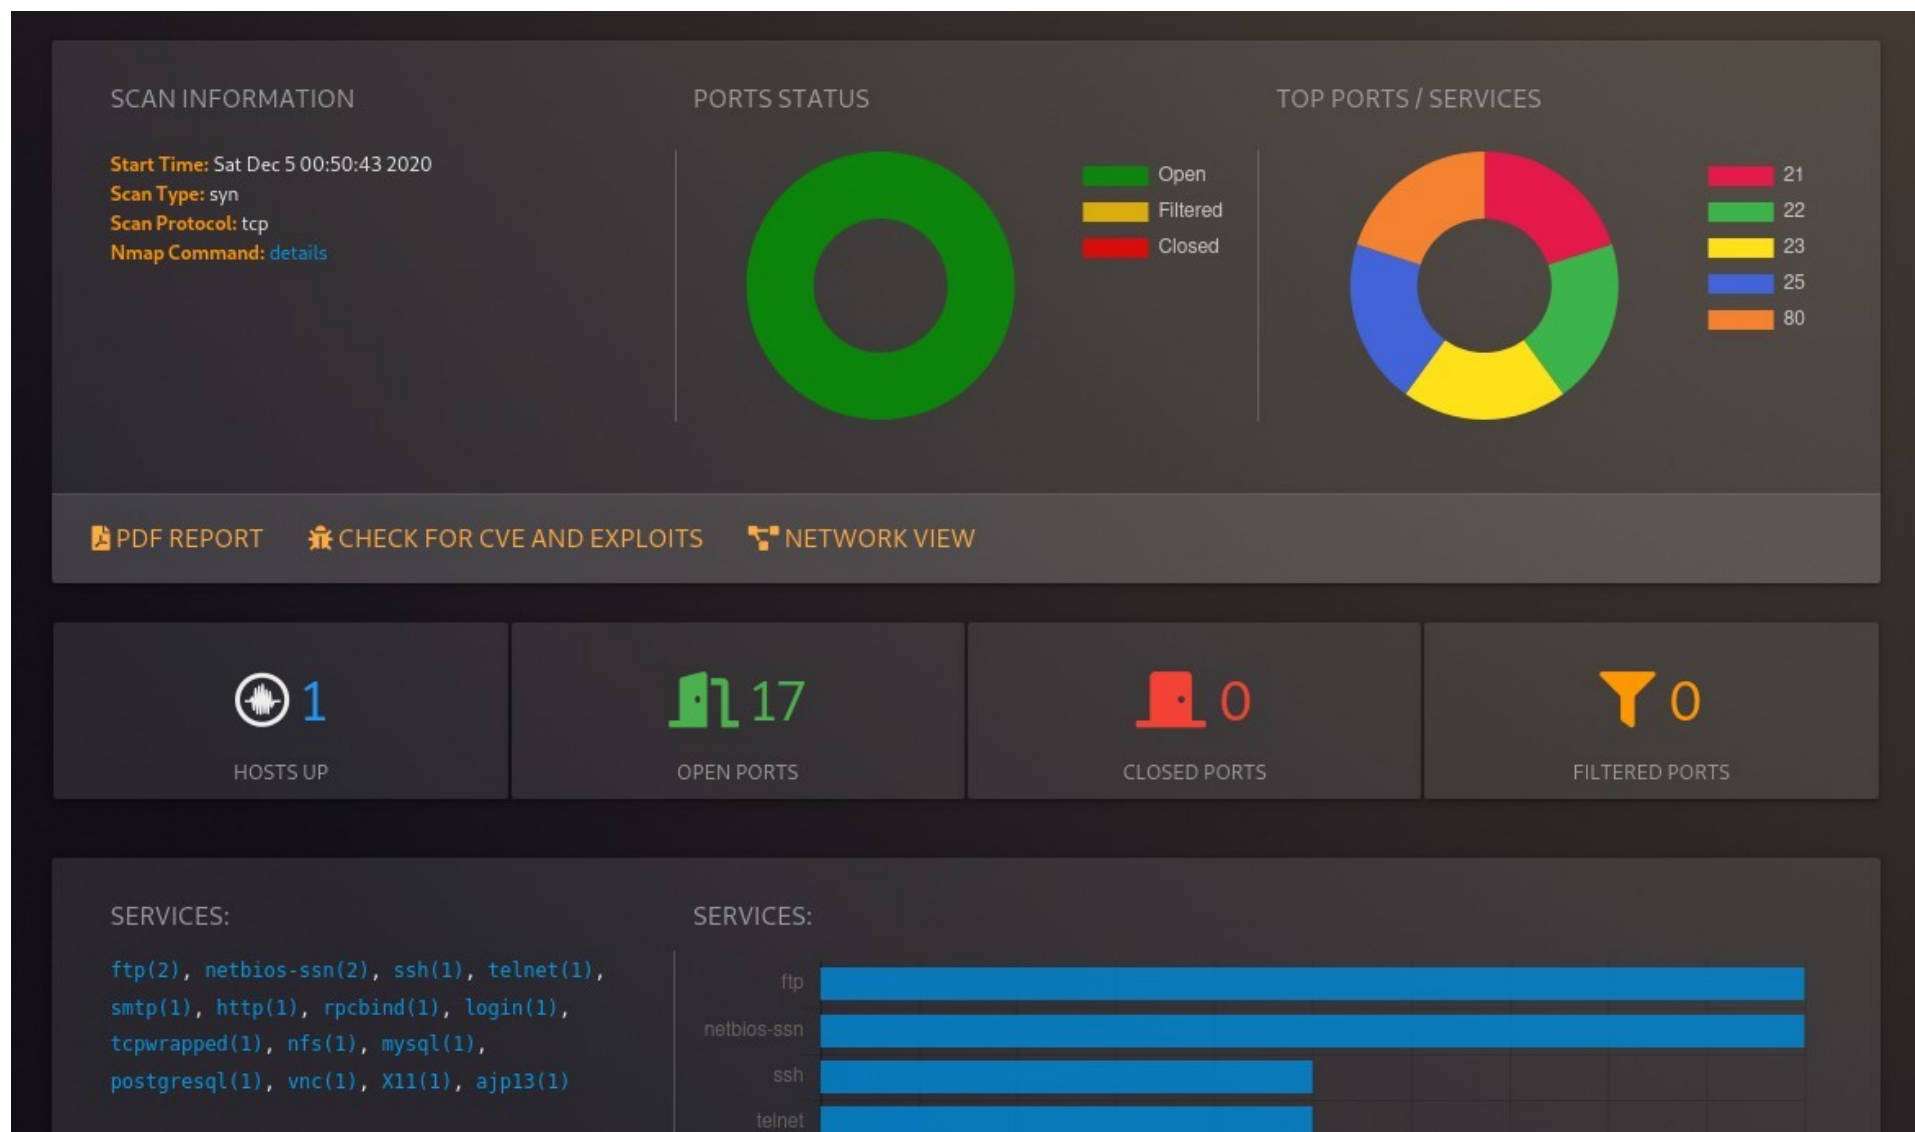 SCAN INFORMATION
Start Time: Sat Dec 5 00:50:43 2020
Scan Type: syn
Scan Protocol: tcp
Nmap Command: details
PORTS STATUS
Open
Filtered
Closed
TOP PORTS / SERVICES
21
22
23
25
80
PDF REPORT
CHECK FOR CVE AND EXPLOITS
NETWORK VIEW
1
HOSTS UP
17
OPEN PORTS
0
CLOSED PORTS
0
FILTERED PORTS
SERVICES:
ftp(2), netbios-ssn(2), ssh(1), telnet(1),
smtp(1), http(1), rpcbind(1), login(1),
tcpwrapped(1), nfs(1), mysql(1),
postgresql(1), vnc(1), X11(1), ajp13(1)
SERVICES:
ftp
netbios-ssn
ssh
telnet